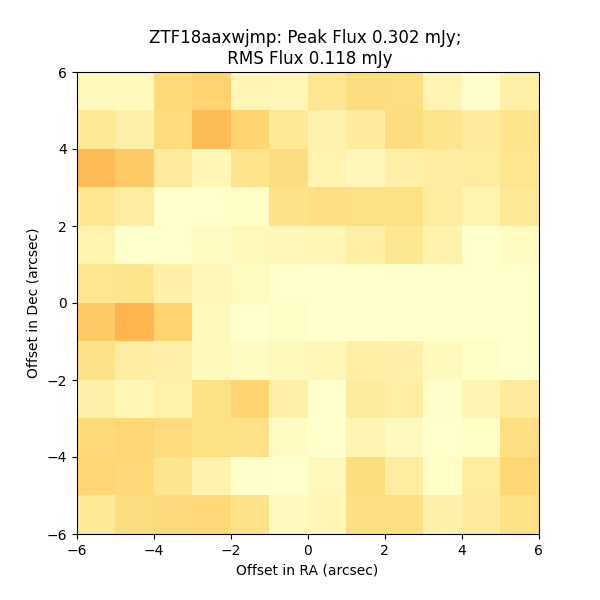 ZTF18aaxwjmp: Peak Flux 0.302 mJy;
RMS Flux 0.118 mJy
6
4
2
0
−2
−4
−6
Offset in Dec (arcsec)
−6 −4 −2 0 2 4 6
Offset in RA (arcsec)